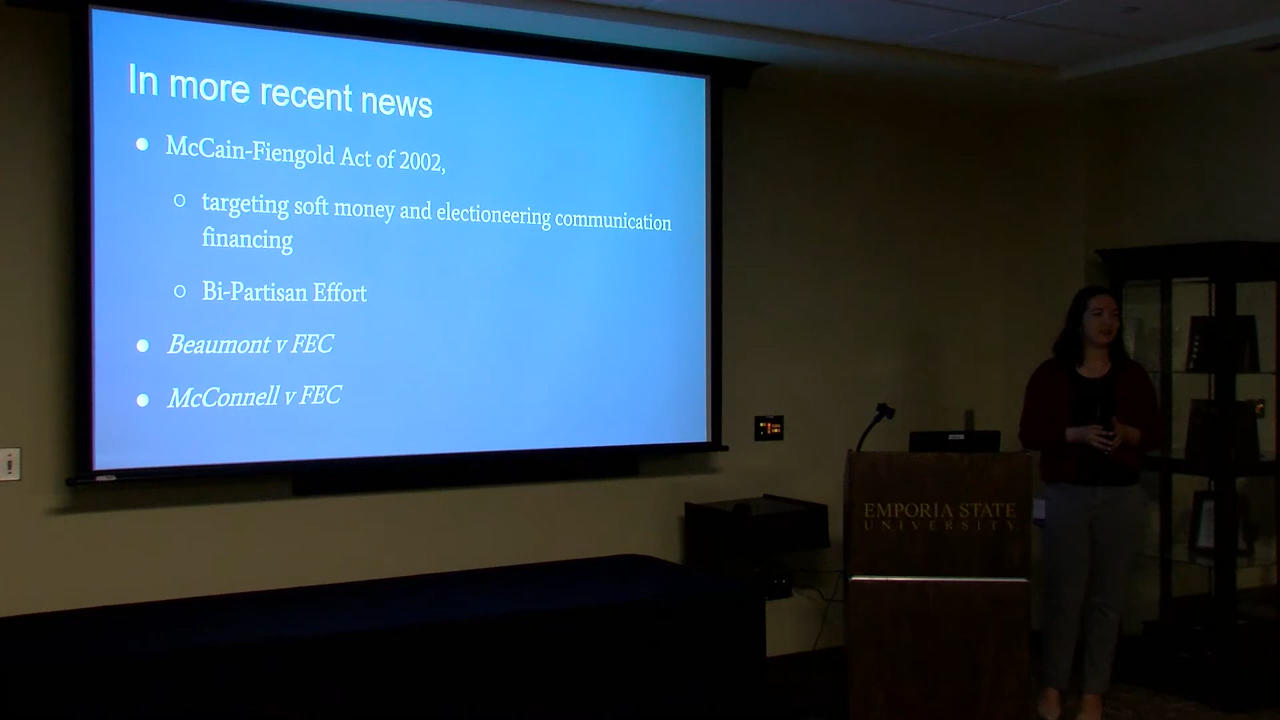 In more recent news
McCain-Fiengold Act of 2002,
targeting soft money and electioneering communication
financing
Bi-Partisan Effort
Beaumont v FEC
McConnell v FEC
EMPORIA STATE
UNIVERSITY